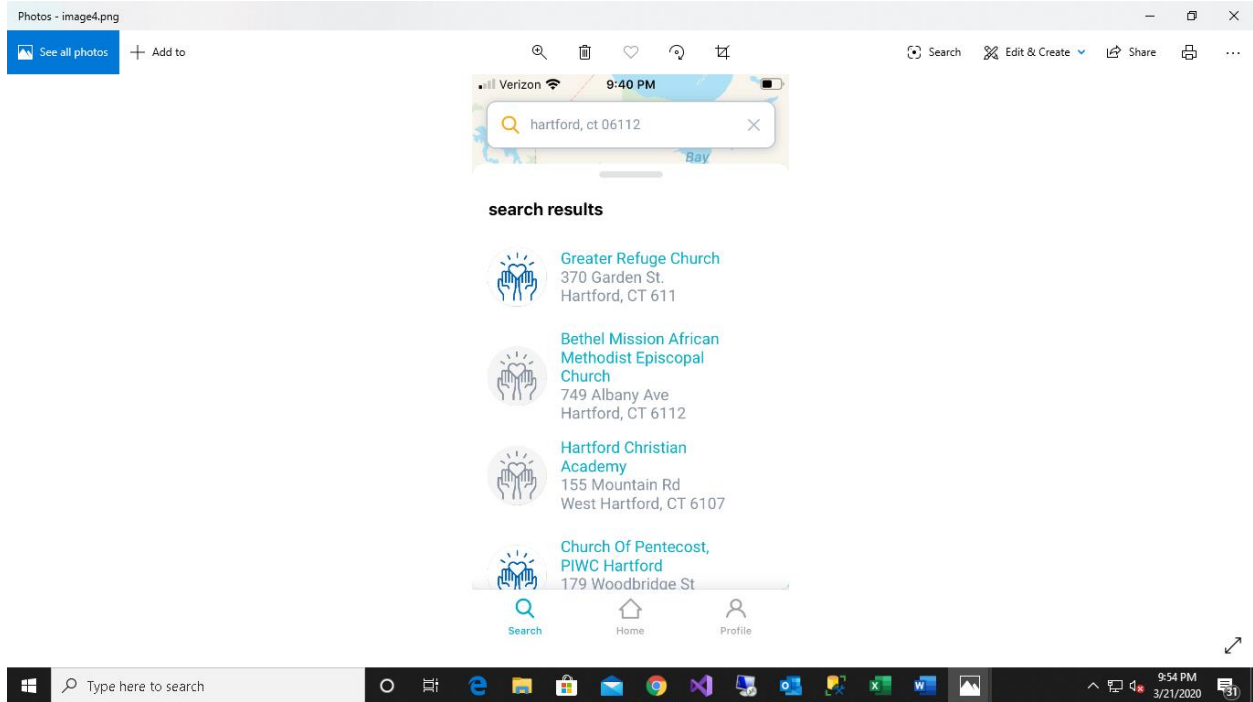 Photos - image4.png
See all photos
Add to
Search
Edit & Create
Share
Verizon
9:40 PM
hartford, ct 06112
Bay
search results
Greater Refuge Church
370 Garden St.
Hartford, CT 611
Bethel Mission African
Methodist Episcopal
Church
749 Albany Ave
Hartford, CT 6112
Hartford Christian
Academy
155 Mountain Rd
West Hartford, CT 6107
Church Of Pentecost,
PIWC Hartford
179 Woodbridge St
Search
Home
Profile
Type here to search
9:54 PM
3/21/2020
31